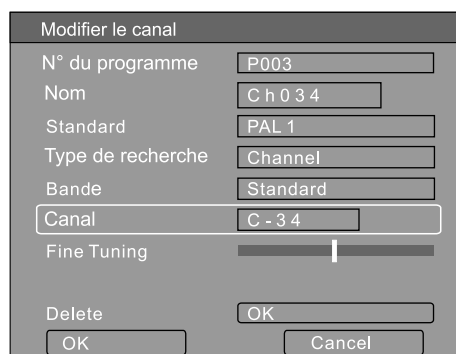 Modifier le canal
N° du programme P003
Nom Ch034
Standard PAL 1
Type de recherche Channel
Bande Standard
Canal C-34
Fine Tuning
Delete OK
OK Cancel